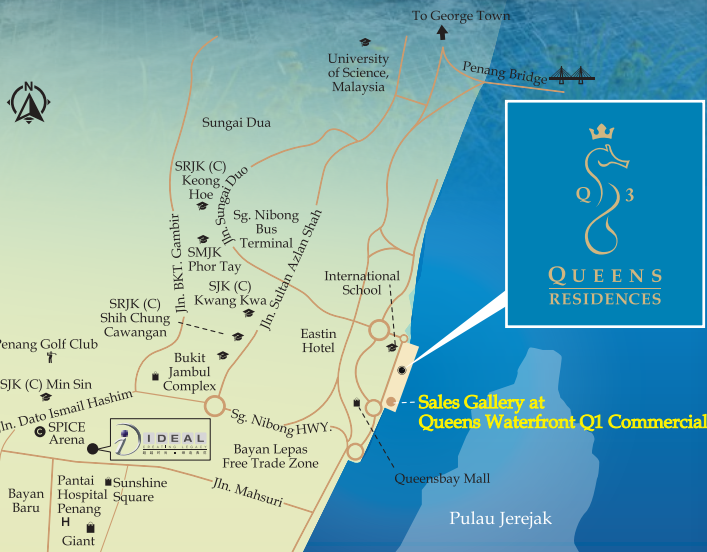 To George Town
University
of Science,
Malaysia
Penang Bridge
N
Sungai Dua
SRJK (C)
Keong
Hoe
Jln. Sungai Duo
Sg. Nibong
Bus
Terminal
SMJK
Phor Tay
Jln. BKT. Gambir
Jln. Sultan Azlan Shah
SJK (C)
Kwang Kwa
SRJK (C)
Shih Chung
Cawangan
International
School
Q 3
QUEENS
RESIDENCES
Penang Golf Club
Bukit
Jambul
Complex
Eastin
Hotel
SJK (C) Min Sin
Jln. Dato Ismail Hashim
C SPICE
Arena
IDEAL
Sg. Nibong HWY.
Sales Gallery at
Queens Waterfront Q1 Commercial
Bayan Lepas
Free Trade Zone
Queensbay Mall
Jln. Mahsuri
Pantai
Hospital
Penang
H
Sunshine
Square
Bayan
Baru
Giant
Pulau Jerejak